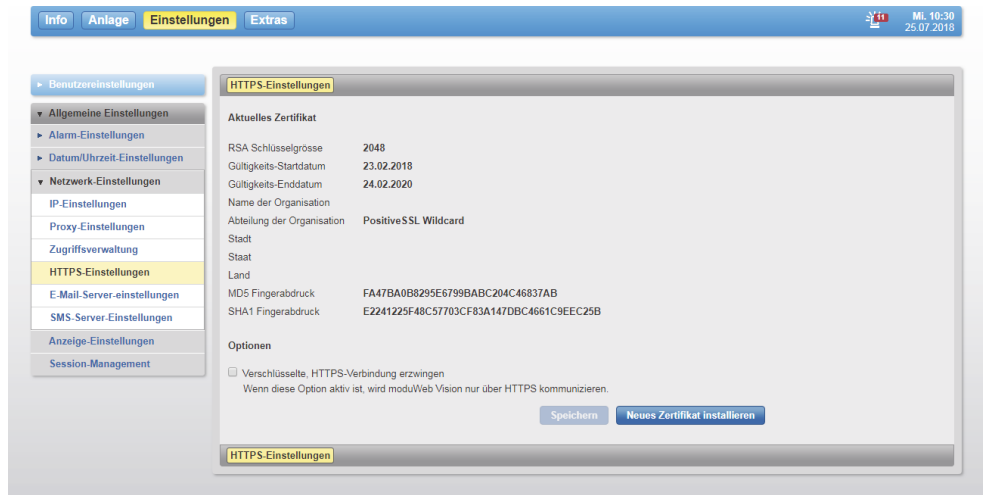 Info Anlage Einstellungen Extras 11 Mi. 10:30
25.07.2018
Benutzereinstellungen
Allgemeine Einstellungen
Alarm-Einstellungen
Datum/Uhrzeit-Einstellungen
Netzwerk-Einstellungen
IP-Einstellungen
Proxy-Einstellungen
Zugriffsverwaltung
HTTPS-Einstellungen
E-Mail-Server-einstellungen
SMS-Server-Einstellungen
Anzeige-Einstellungen
Session-Management
HTTPS-Einstellungen
Aktuelles Zertifikat
RSA Schlüsselgrösse 2048
Gültigkeits-Startdatum 23.02.2018
Gültigkeits-Enddatum 24.02.2020
Name der Organisation
Abteilung der Organisation PositiveSSL Wildcard
Stadt
Staat
Land
MD5 Fingerabdruck FA47BA0B8295E6799BABC204C46837AB
SHA1 Fingerabdruck E2241225F48C57703CF83A147DBC4661C9EEC25B
Optionen
Verschlüsselte, HTTPS-Verbindung erzwingen
Wenn diese Option aktiv ist, wird moduWeb Vision nur über HTTPS kommunizieren.
Speichern Neues Zertifikat installieren
HTTPS-Einstellungen